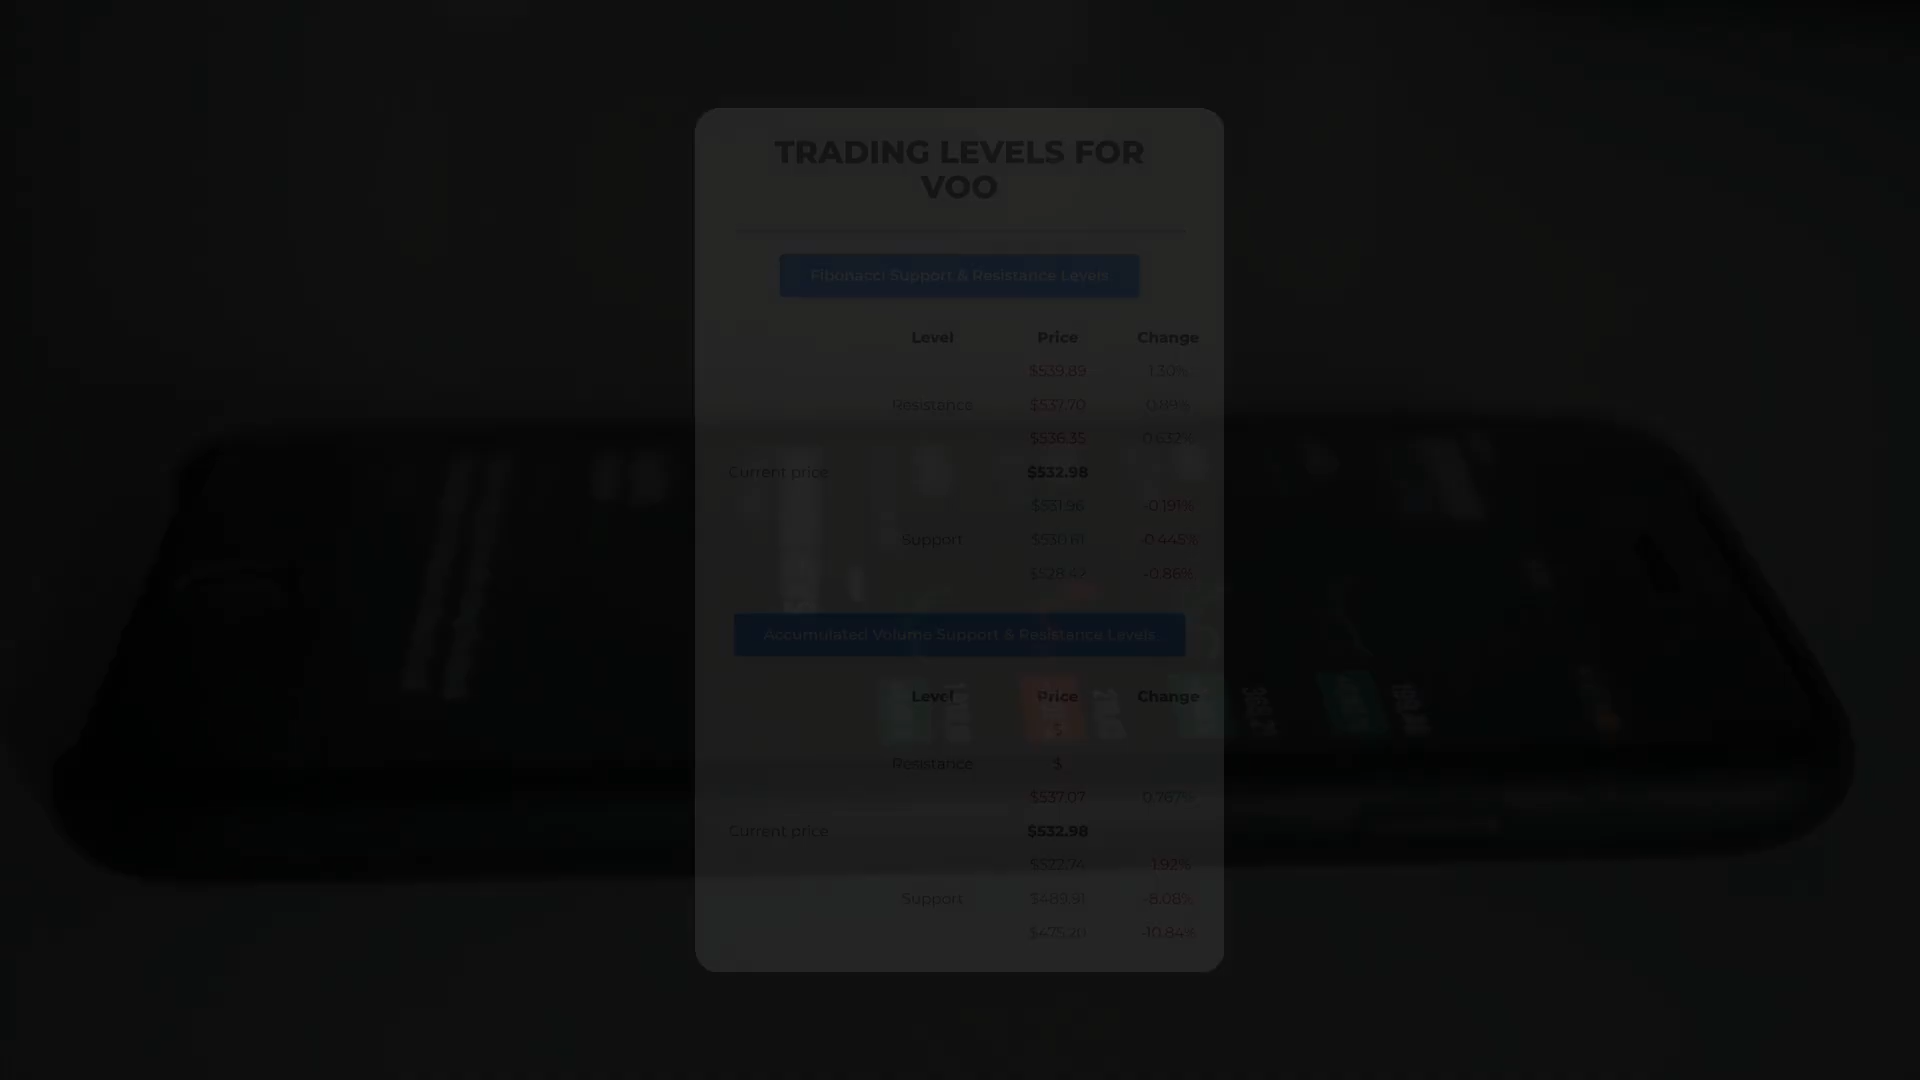 TRADING LEVELS FOR
VOO
Fibonacci Support & Resistance Levels
Level Price Change
$539.89 1.30%
Resistance $537.70 0.89%
$536.35 0.632%
Current price $532.98
$531.96 -0.191%
Support $530.61 -0.445%
$528.42 -0.86%
Accumulated Volume Support & Resistance Levels
Level Price Change
$
Resistance $
$537.07 0.767%
Current price $532.98
$522.74 -1.92%
Support $489.91 -8.08%
$475.20 -10.84%